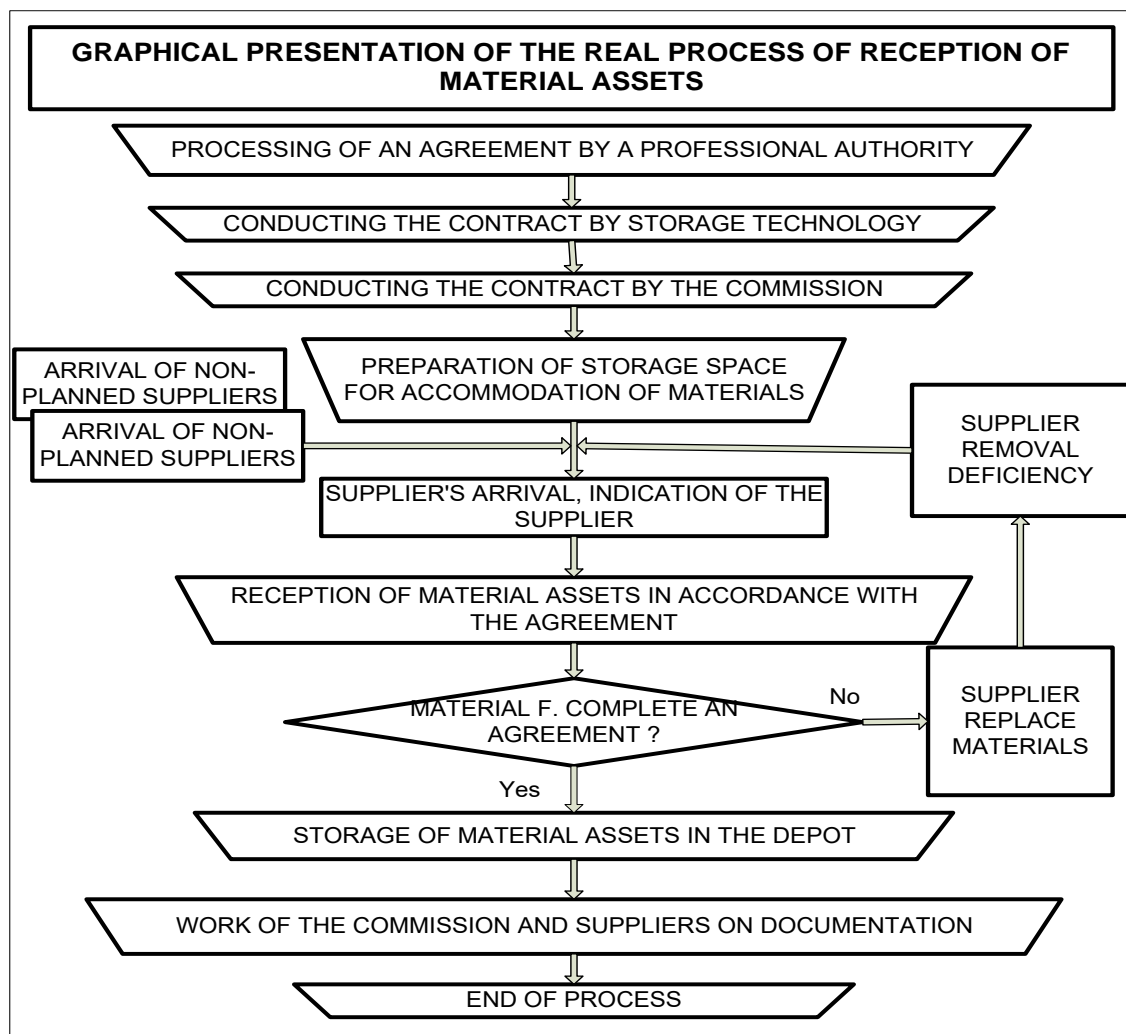 GRAPHICAL PRESENTATION OF THE REAL PROCESS OF RECEPTION OF
MATERIAL ASSETS
PROCESSING OF AN AGREEMENT BY A PROFESSIONAL AUTHORITY
CONDUCTING THE CONTRACT BY STORAGE TECHNOLOGY
CONDUCTING THE CONTRACT BY THE COMMISSION
PREPARATION OF STORAGE SPACE
FOR ACCOMMODATION OF MATERIALS
ARRIVAL OF NON-
PLANNED SUPPLIERS
ARRIVAL OF NON-
PLANNED SUPPLIERS
SUPPLIER
REMOVAL
DEFICIENCY
SUPPLIER'S ARRIVAL, INDICATION OF THE
SUPPLIER
RECEPTION OF MATERIAL ASSETS IN ACCORDANCE WITH
THE AGREEMENT
MATERIAL F. COMPLETE AN
AGREEMENT ?
No
SUPPLIER
REPLACE
MATERIALS
Yes
STORAGE OF MATERIAL ASSETS IN THE DEPOT
WORK OF THE COMMISSION AND SUPPLIERS ON DOCUMENTATION
END OF PROCESS